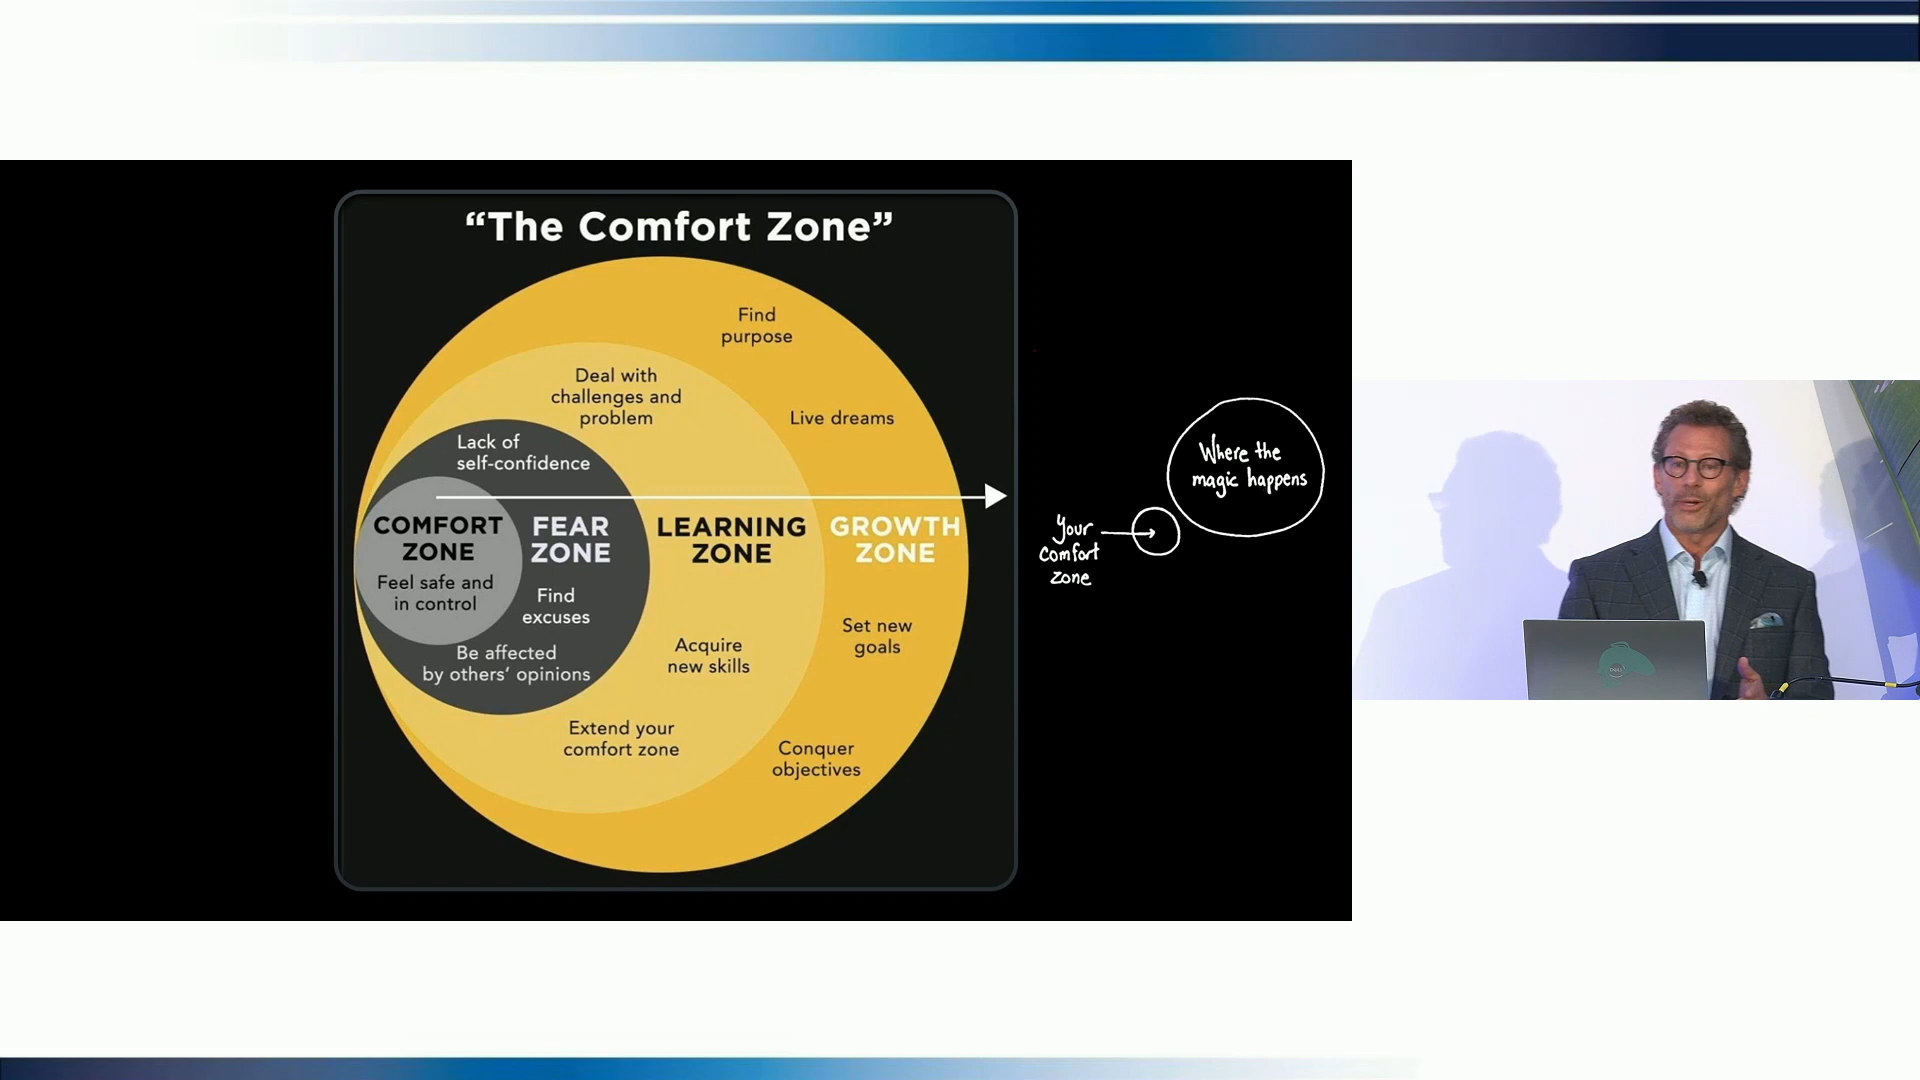 “The Comfort Zone”
Find
purpose
Deal with
challenges and
problem
Live dreams
Lack of
self-confidence
COMFORT
ZONE
Feel safe and
in control
FEAR
ZONE
Find
excuses
Be affected
by others’ opinions
LEARNING
ZONE
Acquire
new skills
Extend your
comfort zone
GROWTH
ZONE
Set new
goals
Conquer
objectives
Where the
magic happens
Your
comfort
zone
DELL